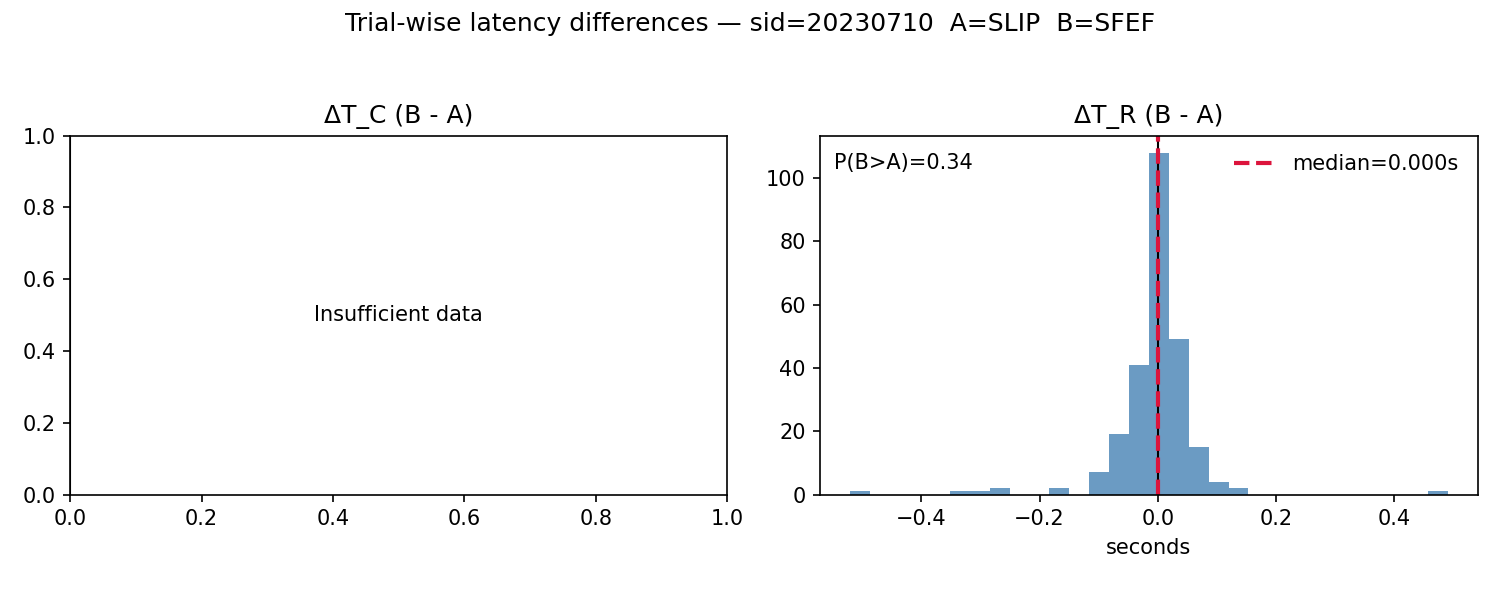 Trial-wise latency differences — sid=20230710  A=SLIP  B=SFEF
ΔT_C (B - A)
1.0
0.8
0.6
0.4
0.2
0.0
Insufficient data
0.0 0.2 0.4 0.6 0.8 1.0
ΔT_R (B - A)
P(B>A)=0.34
median=0.000s
100
80
60
40
20
0
−0.4 −0.2 0.0 0.2 0.4
seconds